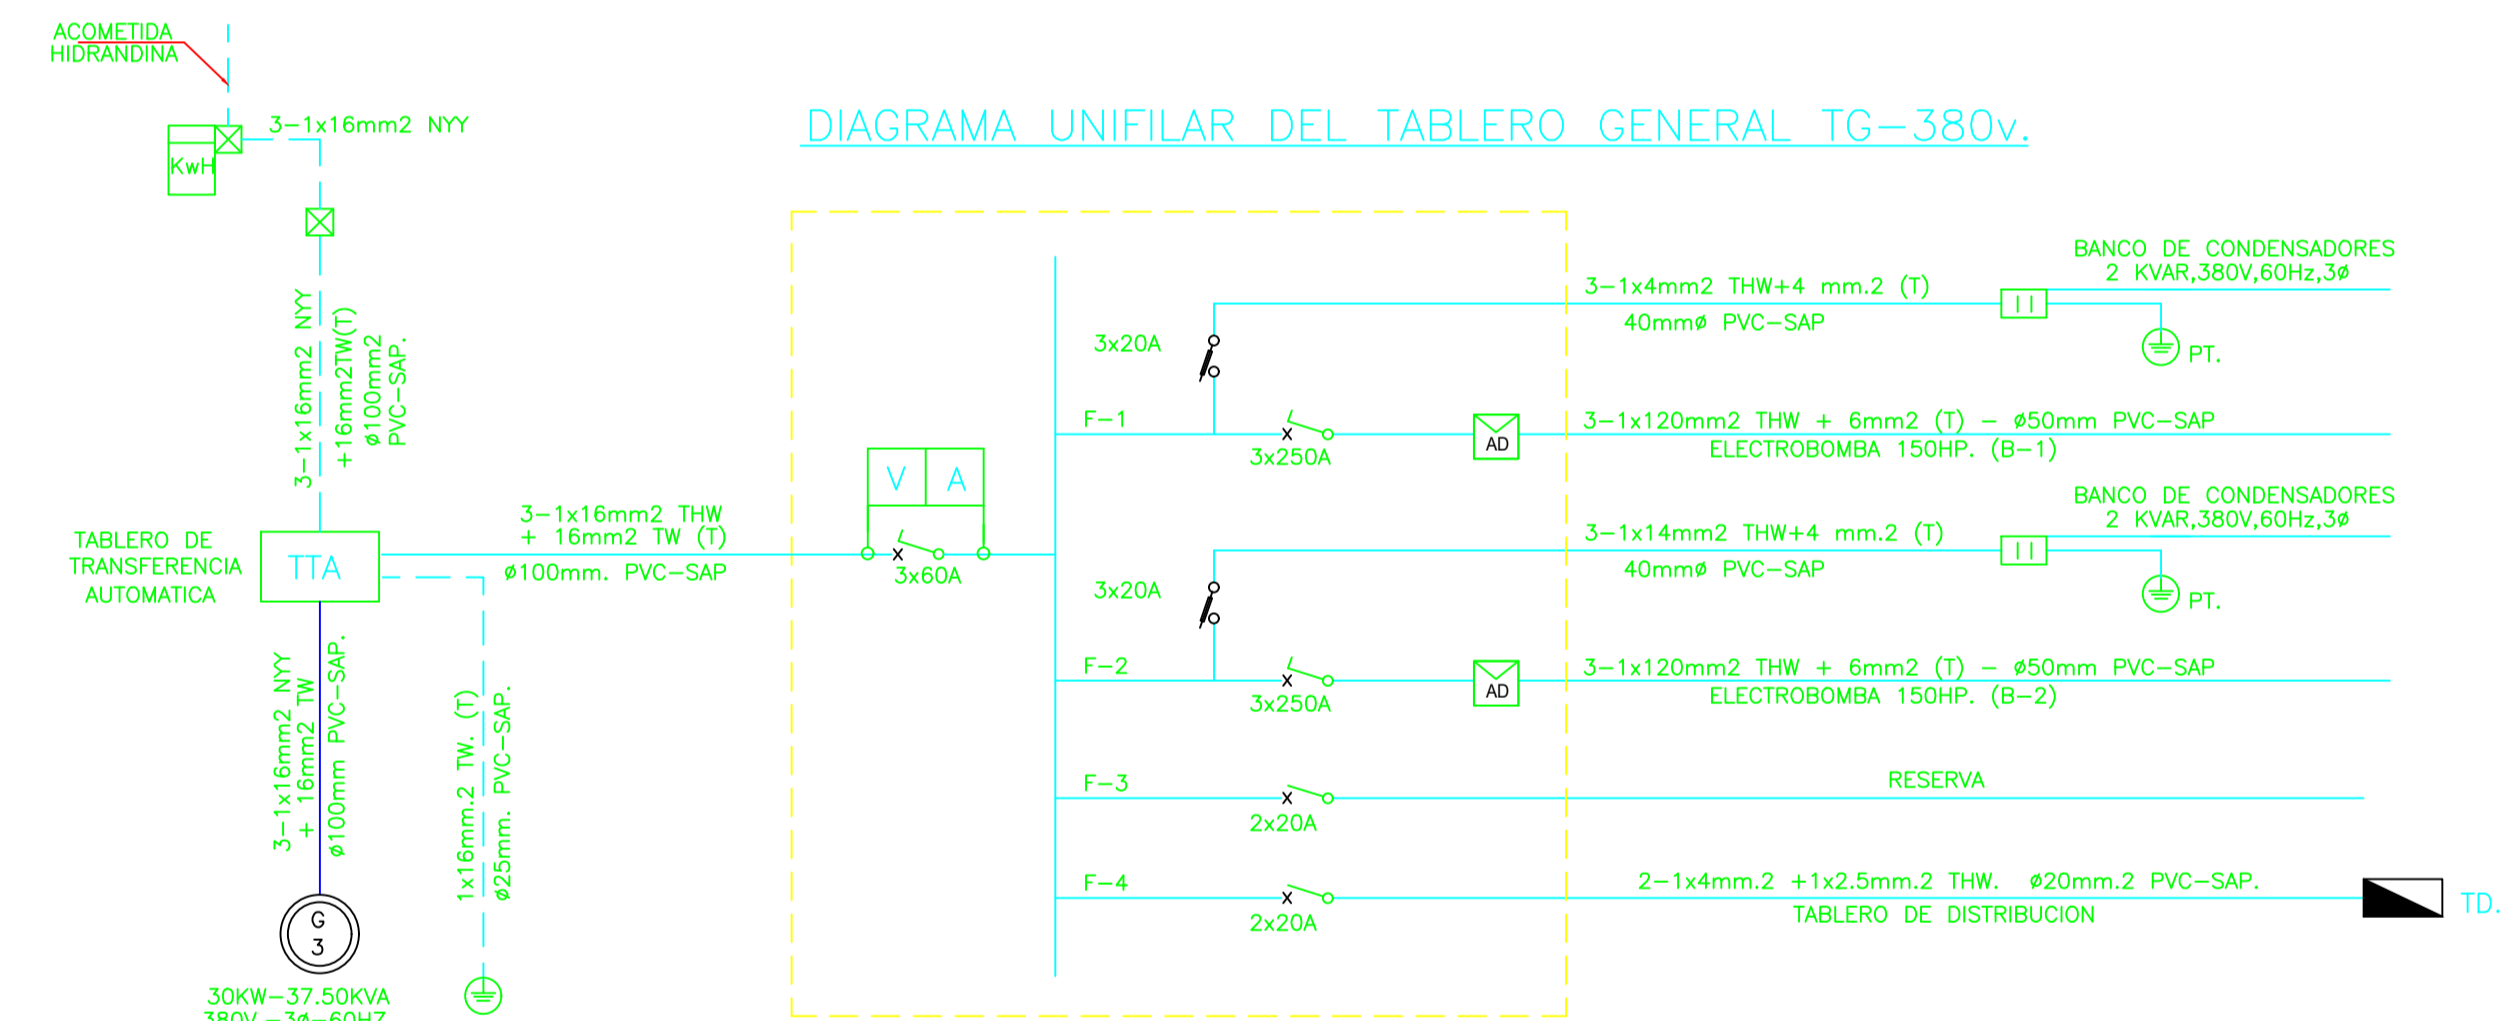 ACOMETIDA
HIDRANDINA
3-1x16mm2 NYY
KwH
DIAGRAMA UNIFILAR DEL TABLERO GENERAL TG-380v.
3-1x16mm2 NYY
+16mm2TW(T)
ø100mm2
PVC-SAP.
TABLERO DE
TRANSFERENCIA
AUTOMATICA
TTA
3-1x16mm2 THW
+ 16mm2 TW (T)
ø100mm. PVC-SAP
3-1x16mm2 NYY
+ 16mm2 TW
ø100mm PVC-SAP.
1x16mm.2 TW. (T)
ø25mm. PVC-SAP.
G
3
30KW-37.50KVA
380V.-3ø-60HZ
V A
3x60A
3x20A
3-1x4mm2 THW+4 mm.2 (T)
40mmø PVC-SAP
BANCO DE CONDENSADORES
2 KVAR,380V,60Hz,3ø
PT.
F-1
3x250A
AD
3-1x120mm2 THW + 6mm2 (T) - ø50mm PVC-SAP
ELECTROBOMBA 150HP. (B-1)
3x20A
3-1x14mm2 THW+4 mm.2 (T)
40mmø PVC-SAP
BANCO DE CONDENSADORES
2 KVAR,380V,60Hz,3ø
PT.
F-2
3x250A
AD
3-1x120mm2 THW + 6mm2 (T) - ø50mm PVC-SAP
ELECTROBOMBA 150HP. (B-2)
F-3
2x20A
RESERVA
F-4
2x20A
2-1x4mm.2 +1x2.5mm.2 THW. ø20mm.2 PVC-SAP.
TABLERO DE DISTRIBUCION
TD.